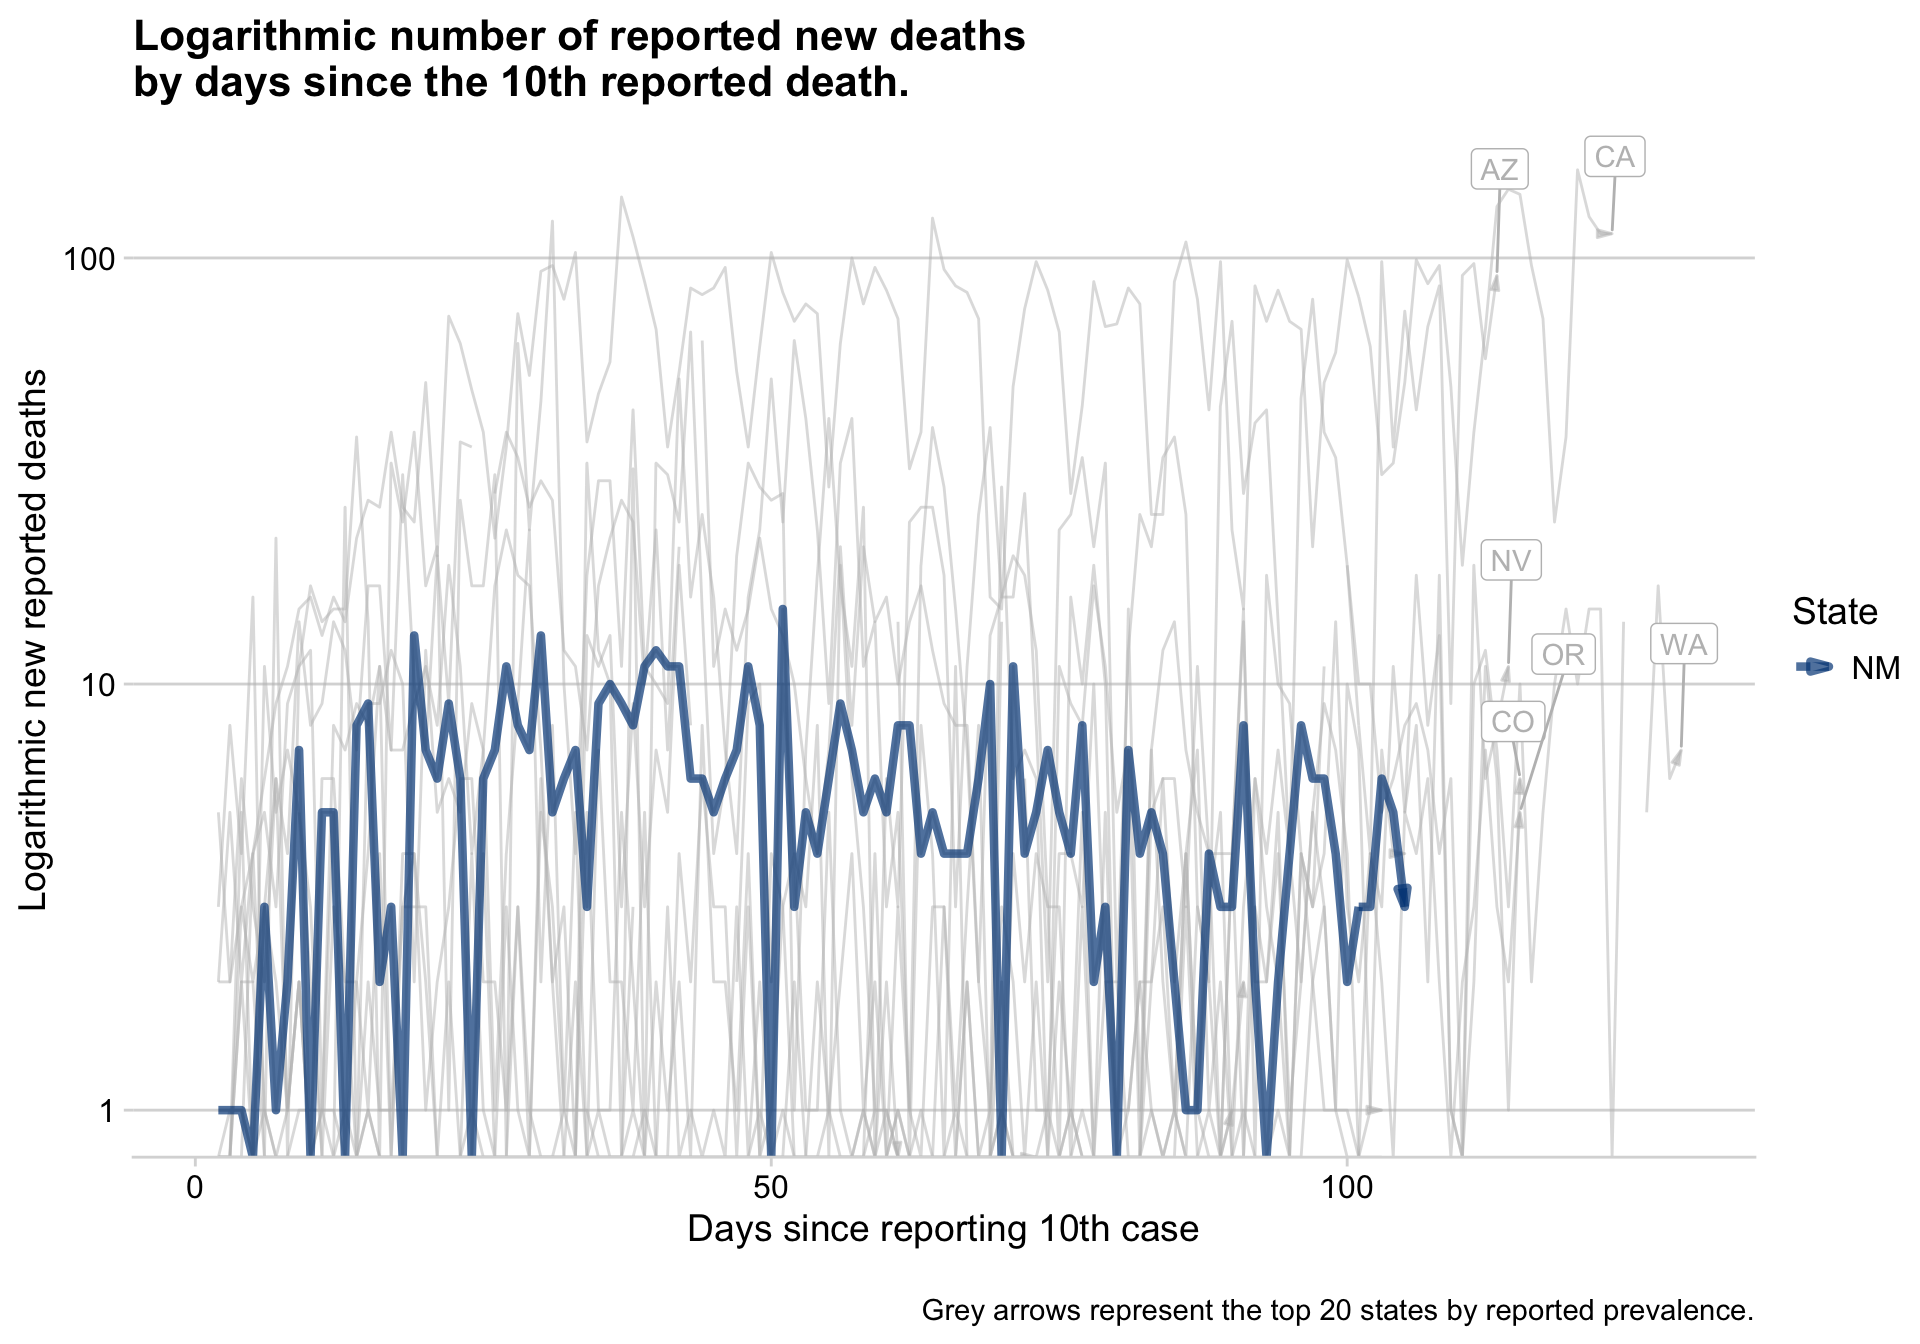 Logarithmic number of reported new deaths
by days since the 10th reported death.
AZ
CA
100
NV
OR
WA
CO
10
1
Logarithmic new reported deaths
State
NM
0
50
100
Days since reporting 10th case
Grey arrows represent the top 20 states by reported prevalence.